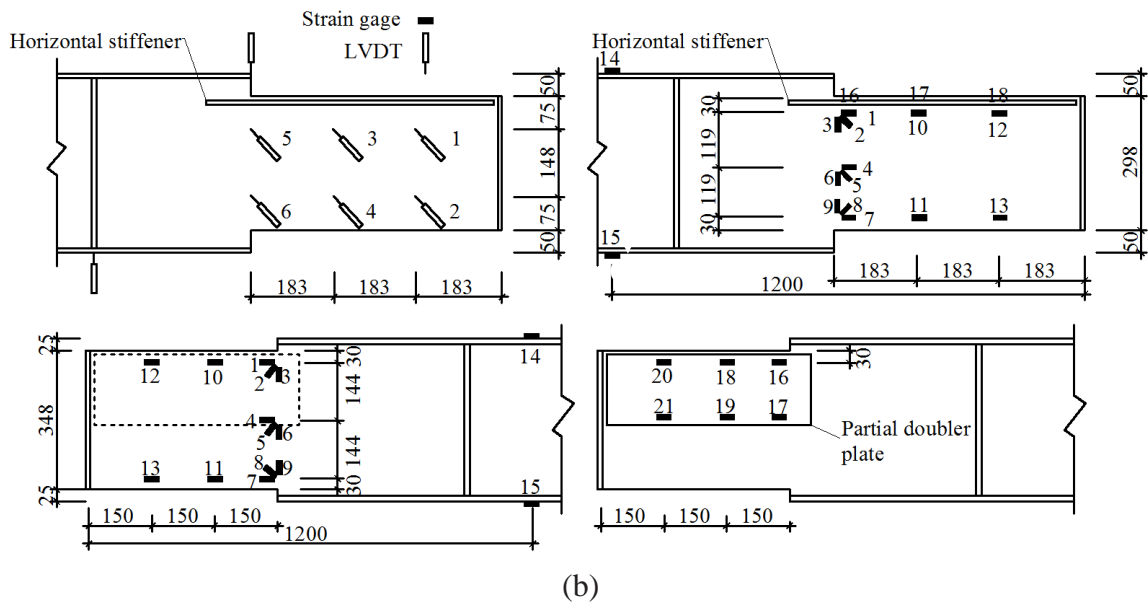 Strain gage
LVDT
Horizontal stiffener
5 3 1
6 4 2
50
75
148
75
50
183 183 183
Horizontal stiffener
14
16 17 18
3 1 10 12
2
4
6 5
9 8 11 13
7
15
30
119
119
30
50
298
50
183 183 183
1200
25
348
25
12 10 1 3
2
4 6
5
13 11 8 9
7
14
15
30
144
144
30
150 150 150
1200
20 18 16
21 19 17
30
Partial doubler
plate
150 150 150
(b)